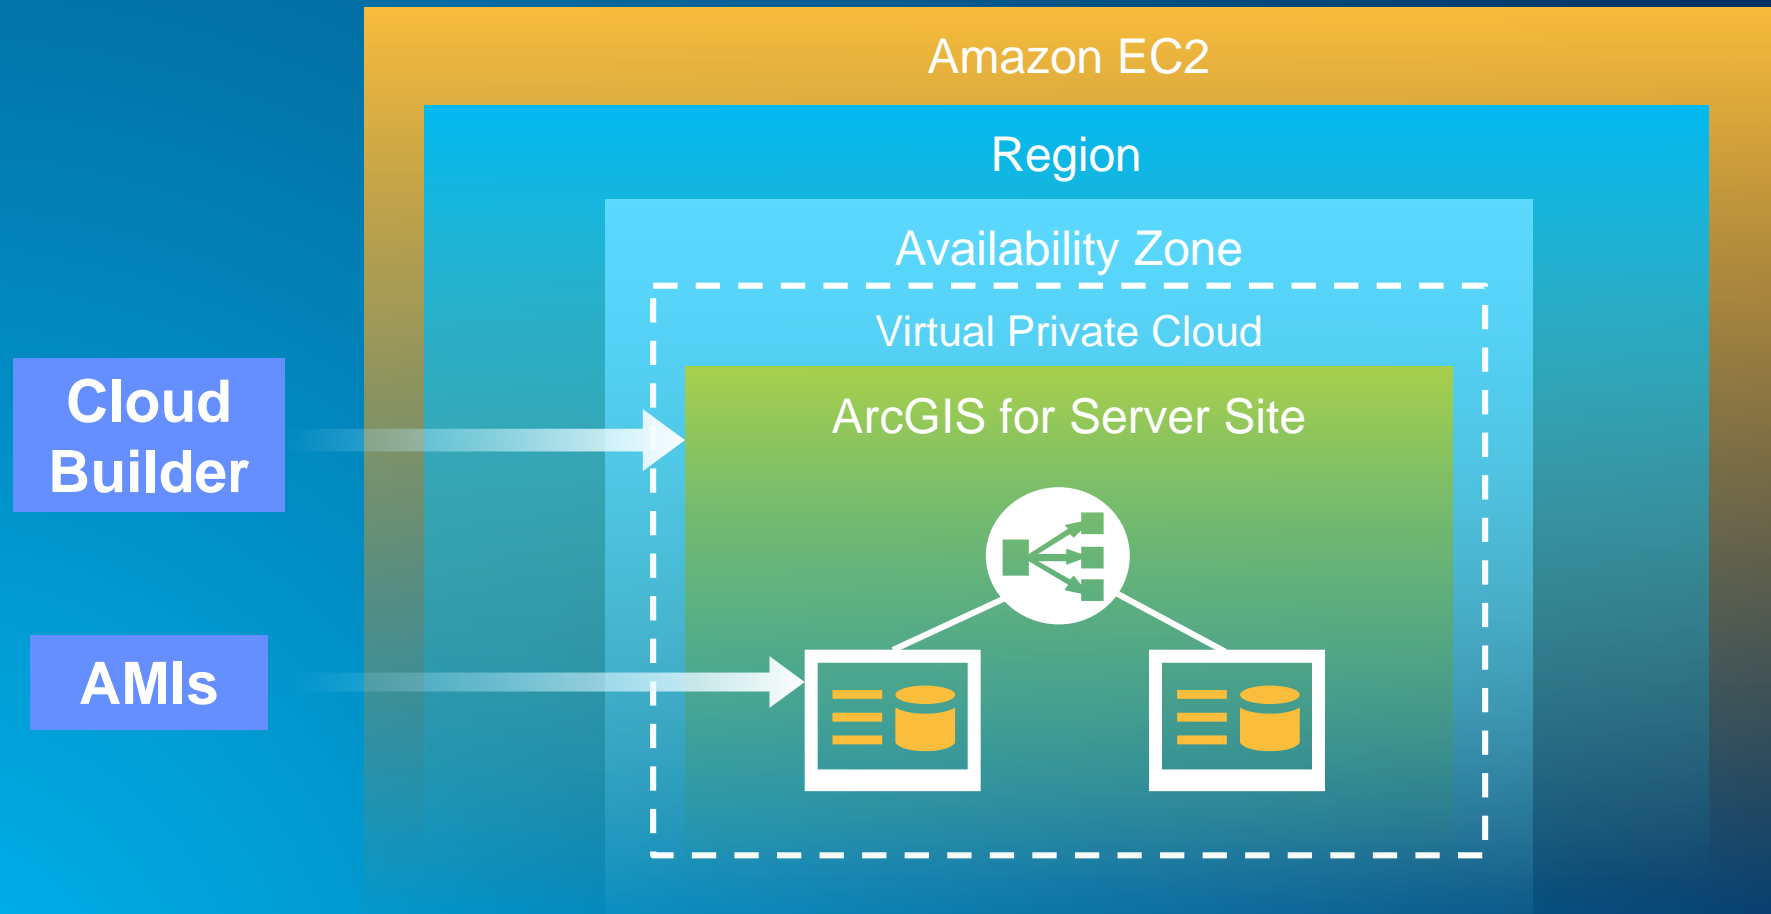 Amazon EC2
Region
Availability Zone
Virtual Private Cloud
ArcGIS for Server Site
Cloud
Builder
AMIs